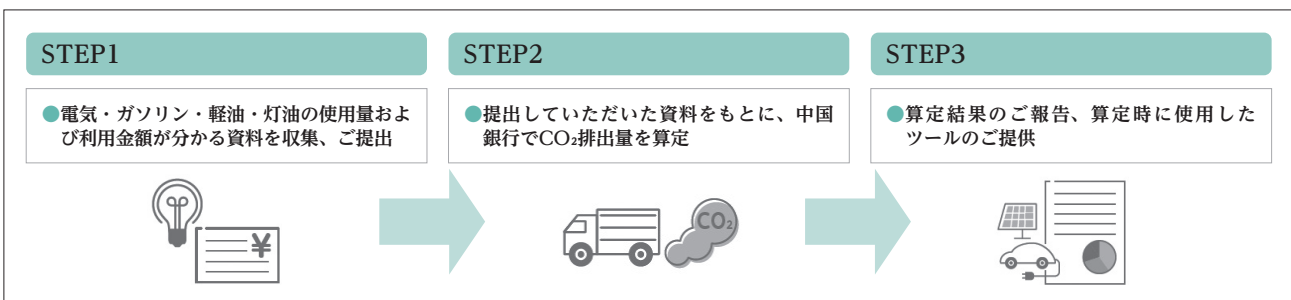 STEP1
●電気・ガソリン・軽油・灯油の使用量およ
び利用金額が分かる資料を収集、ご提出
¥
STEP2
●提出していただいた資料をもとに、中国
銀行でCO₂排出量を算定
CO₂
STEP3
●算定結果のご報告、算定時に使用した
ツールのご提供